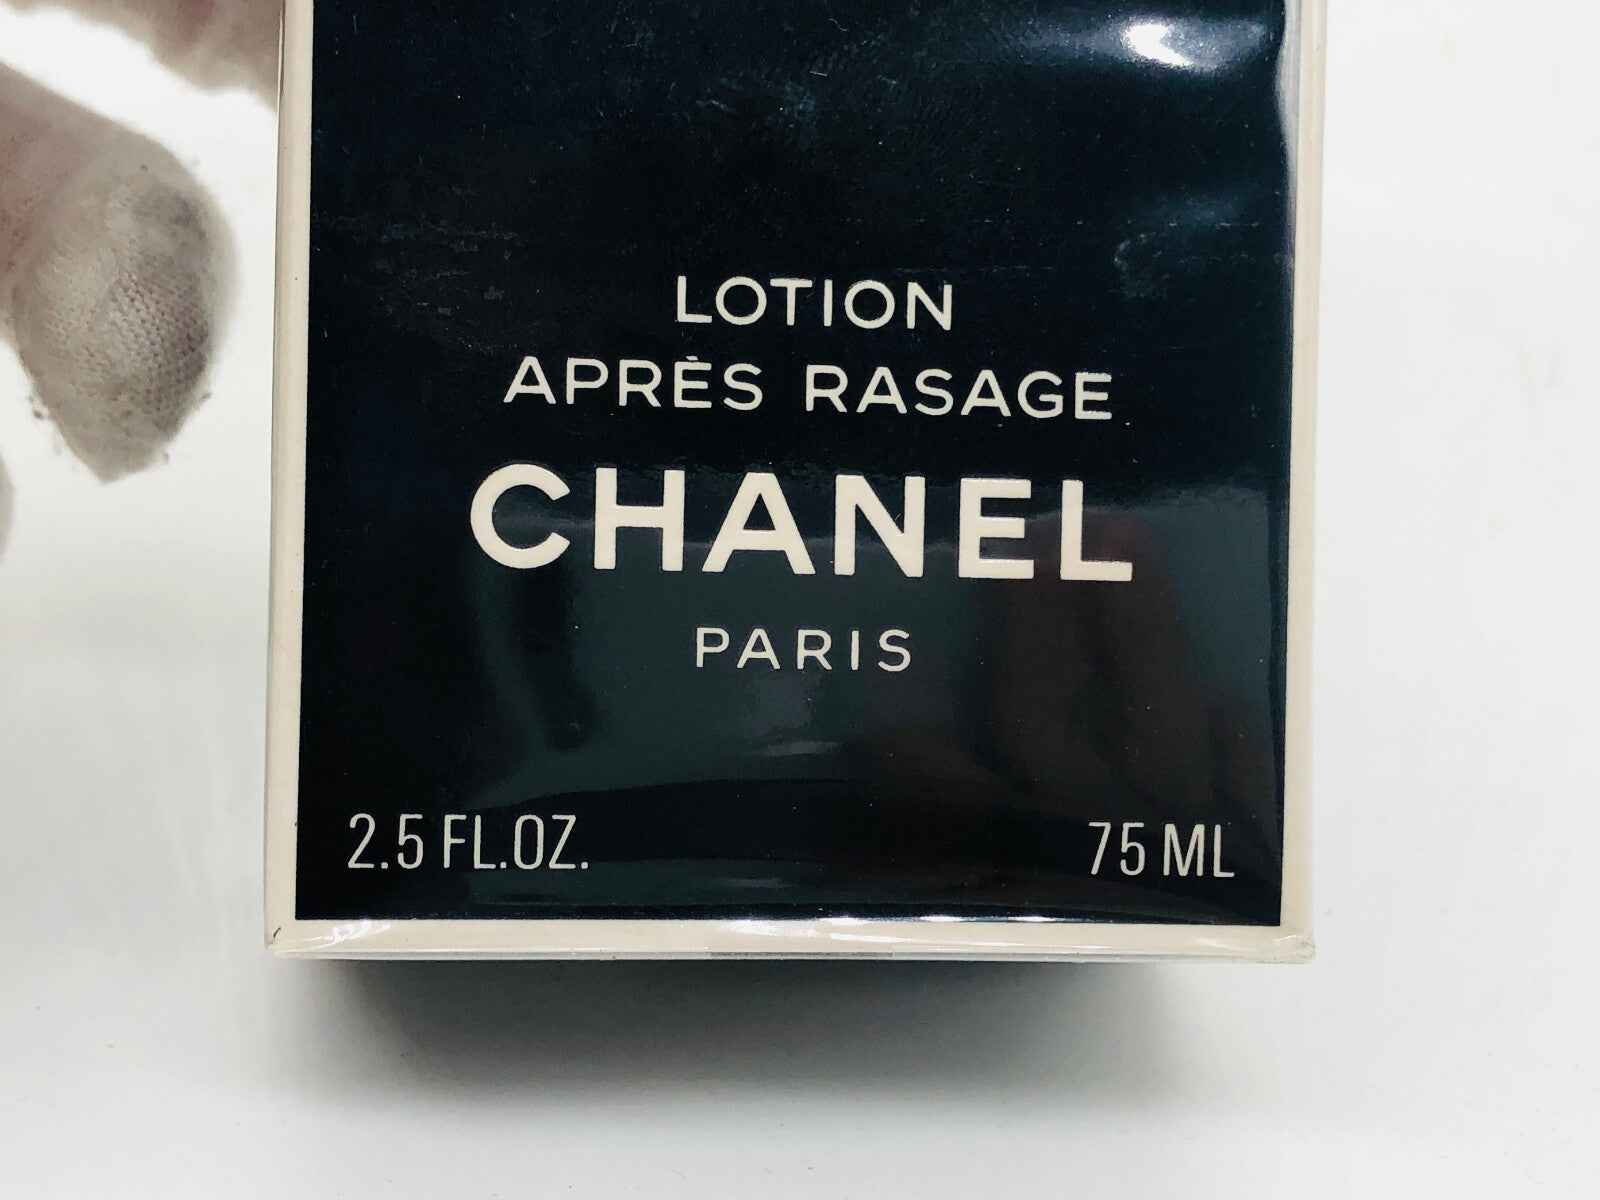 LOTION
APRÈS RASAGE
CHANEL
PARIS
2.5 FL.OZ. 75 ML